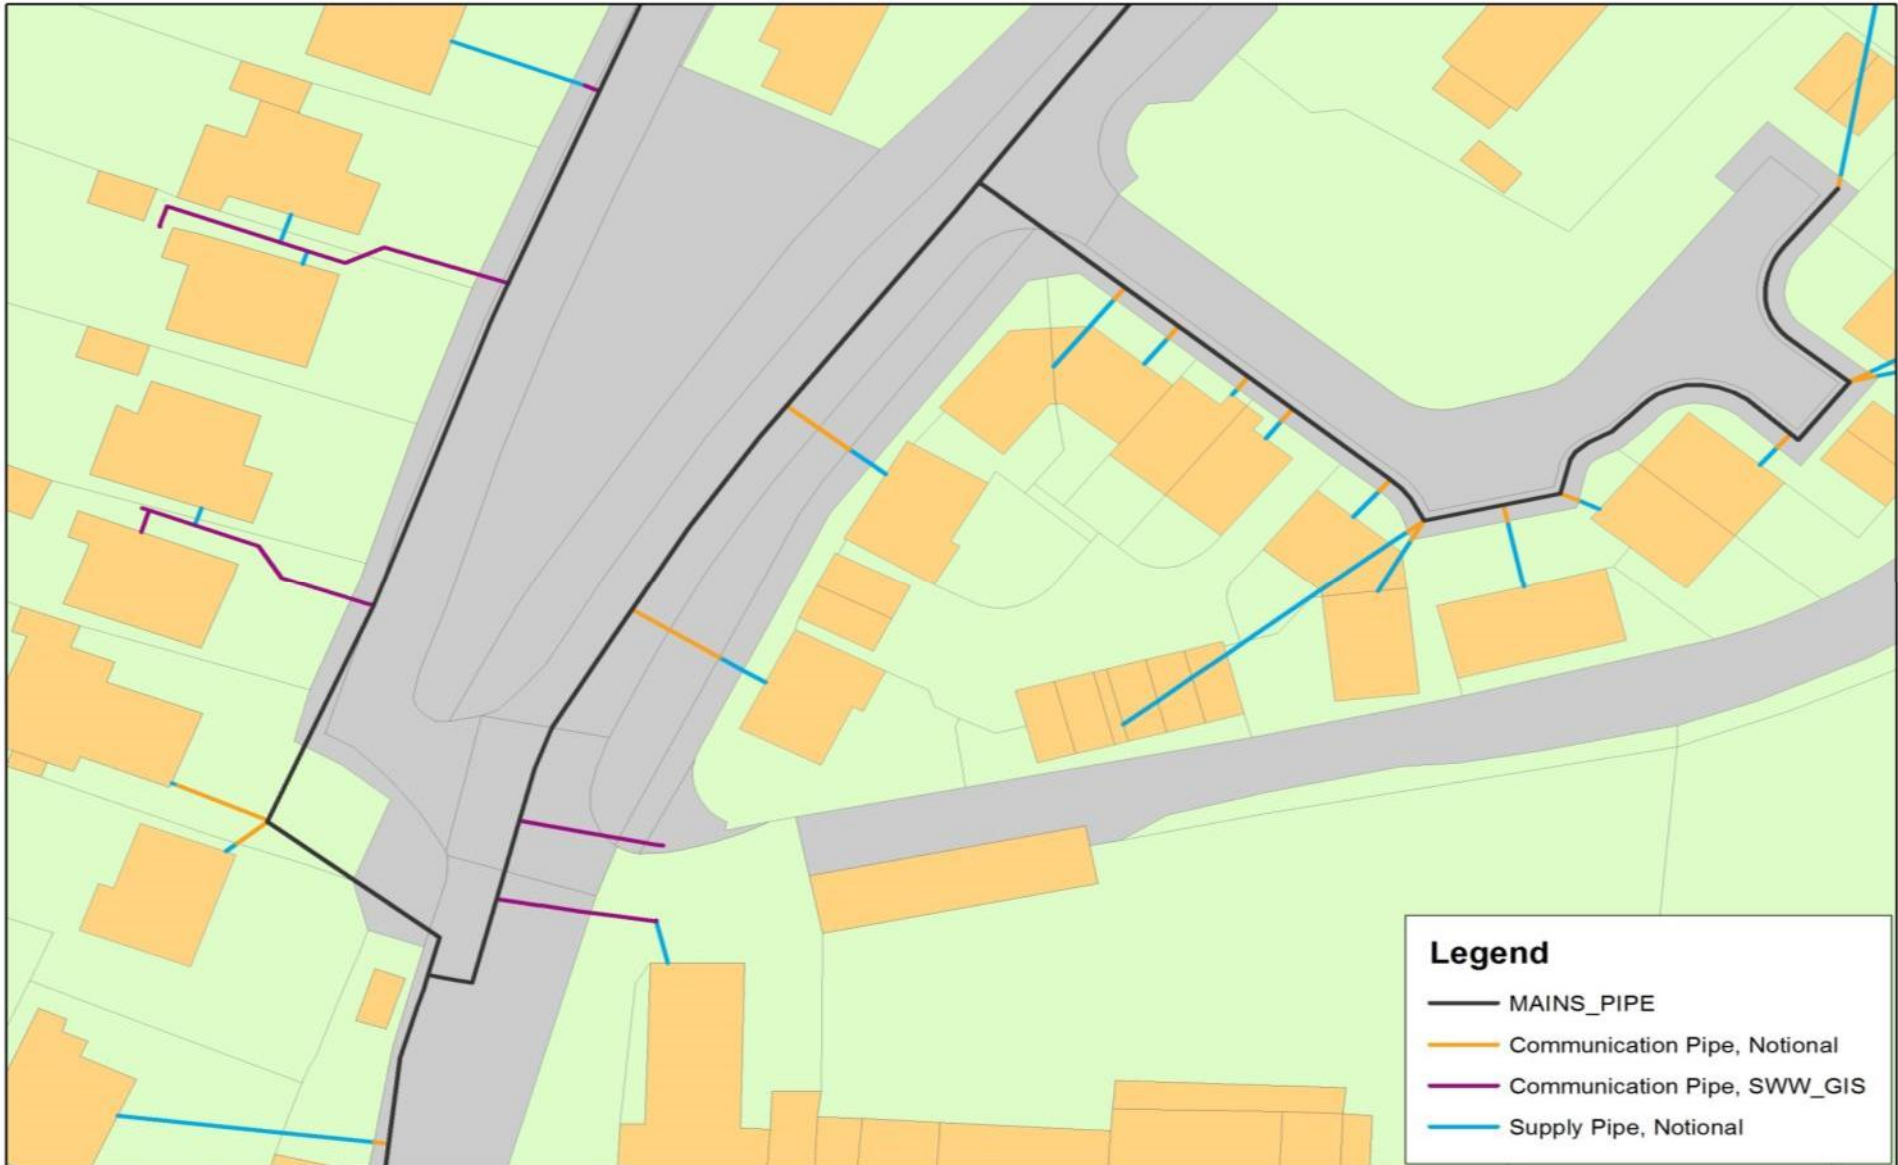 Legend
MAINS_PIPE
Communication Pipe, Notional
Communication Pipe, SWW_GIS
Supply Pipe, Notional